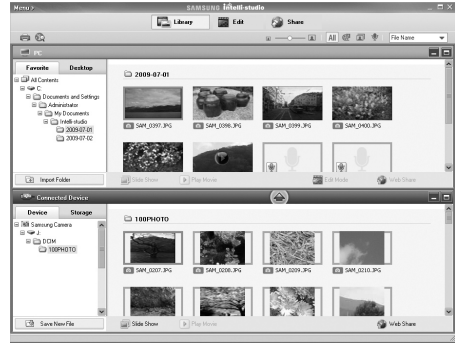 Menu >
SAMSUNG Intelli-studio
Library
Edit
Share
All
File Name
PC
Favorite
Desktop
All Contents
C
Documents and Settings
Administrator
My Documents
Intelli-studio
2009-07-01
2009-07-02
Import Folder
2009-07-01
SAM_0397.JPG
SAM_0398.JPG
SAM_0399.JPG
SAM_0400.JPG
Slide Show
Play Movie
Edit Mode
Web Share
Connected Device
Device
Storage
Samsung Camera
J:
DCIM
100PHOTO
Save New File
100PHOTO
SAM_0207.JPG
SAM_0208.JPG
SAM_0209.JPG
SAM_0210.JPG
Slide Show
Play Movie
Web Share